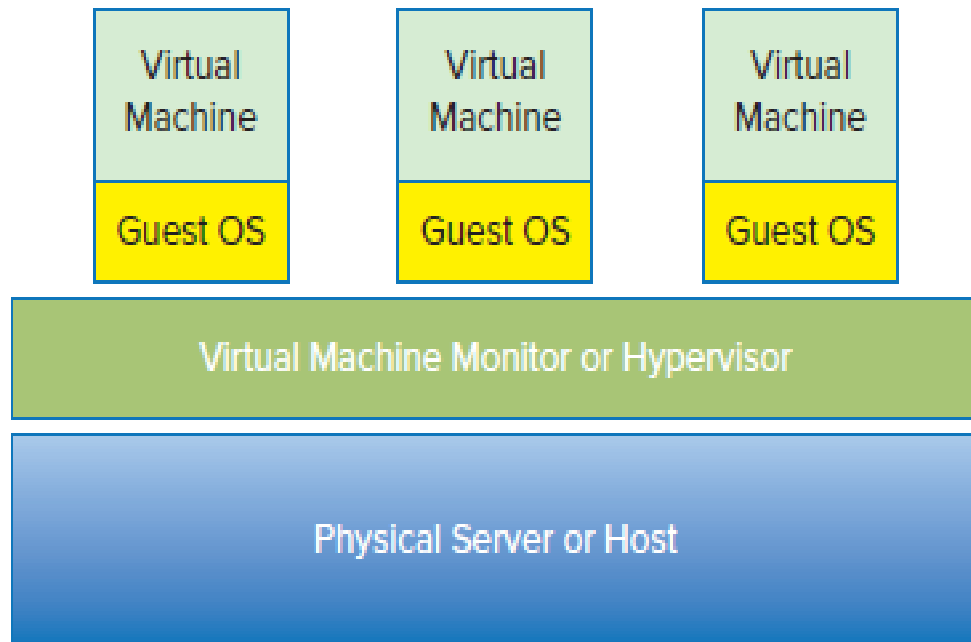 Virtual
Machine
Virtual
Machine
Virtual
Machine
Guest OS
Guest OS
Guest OS
Virtual Machine Monitor or Hypervisor
Physical Server or Host